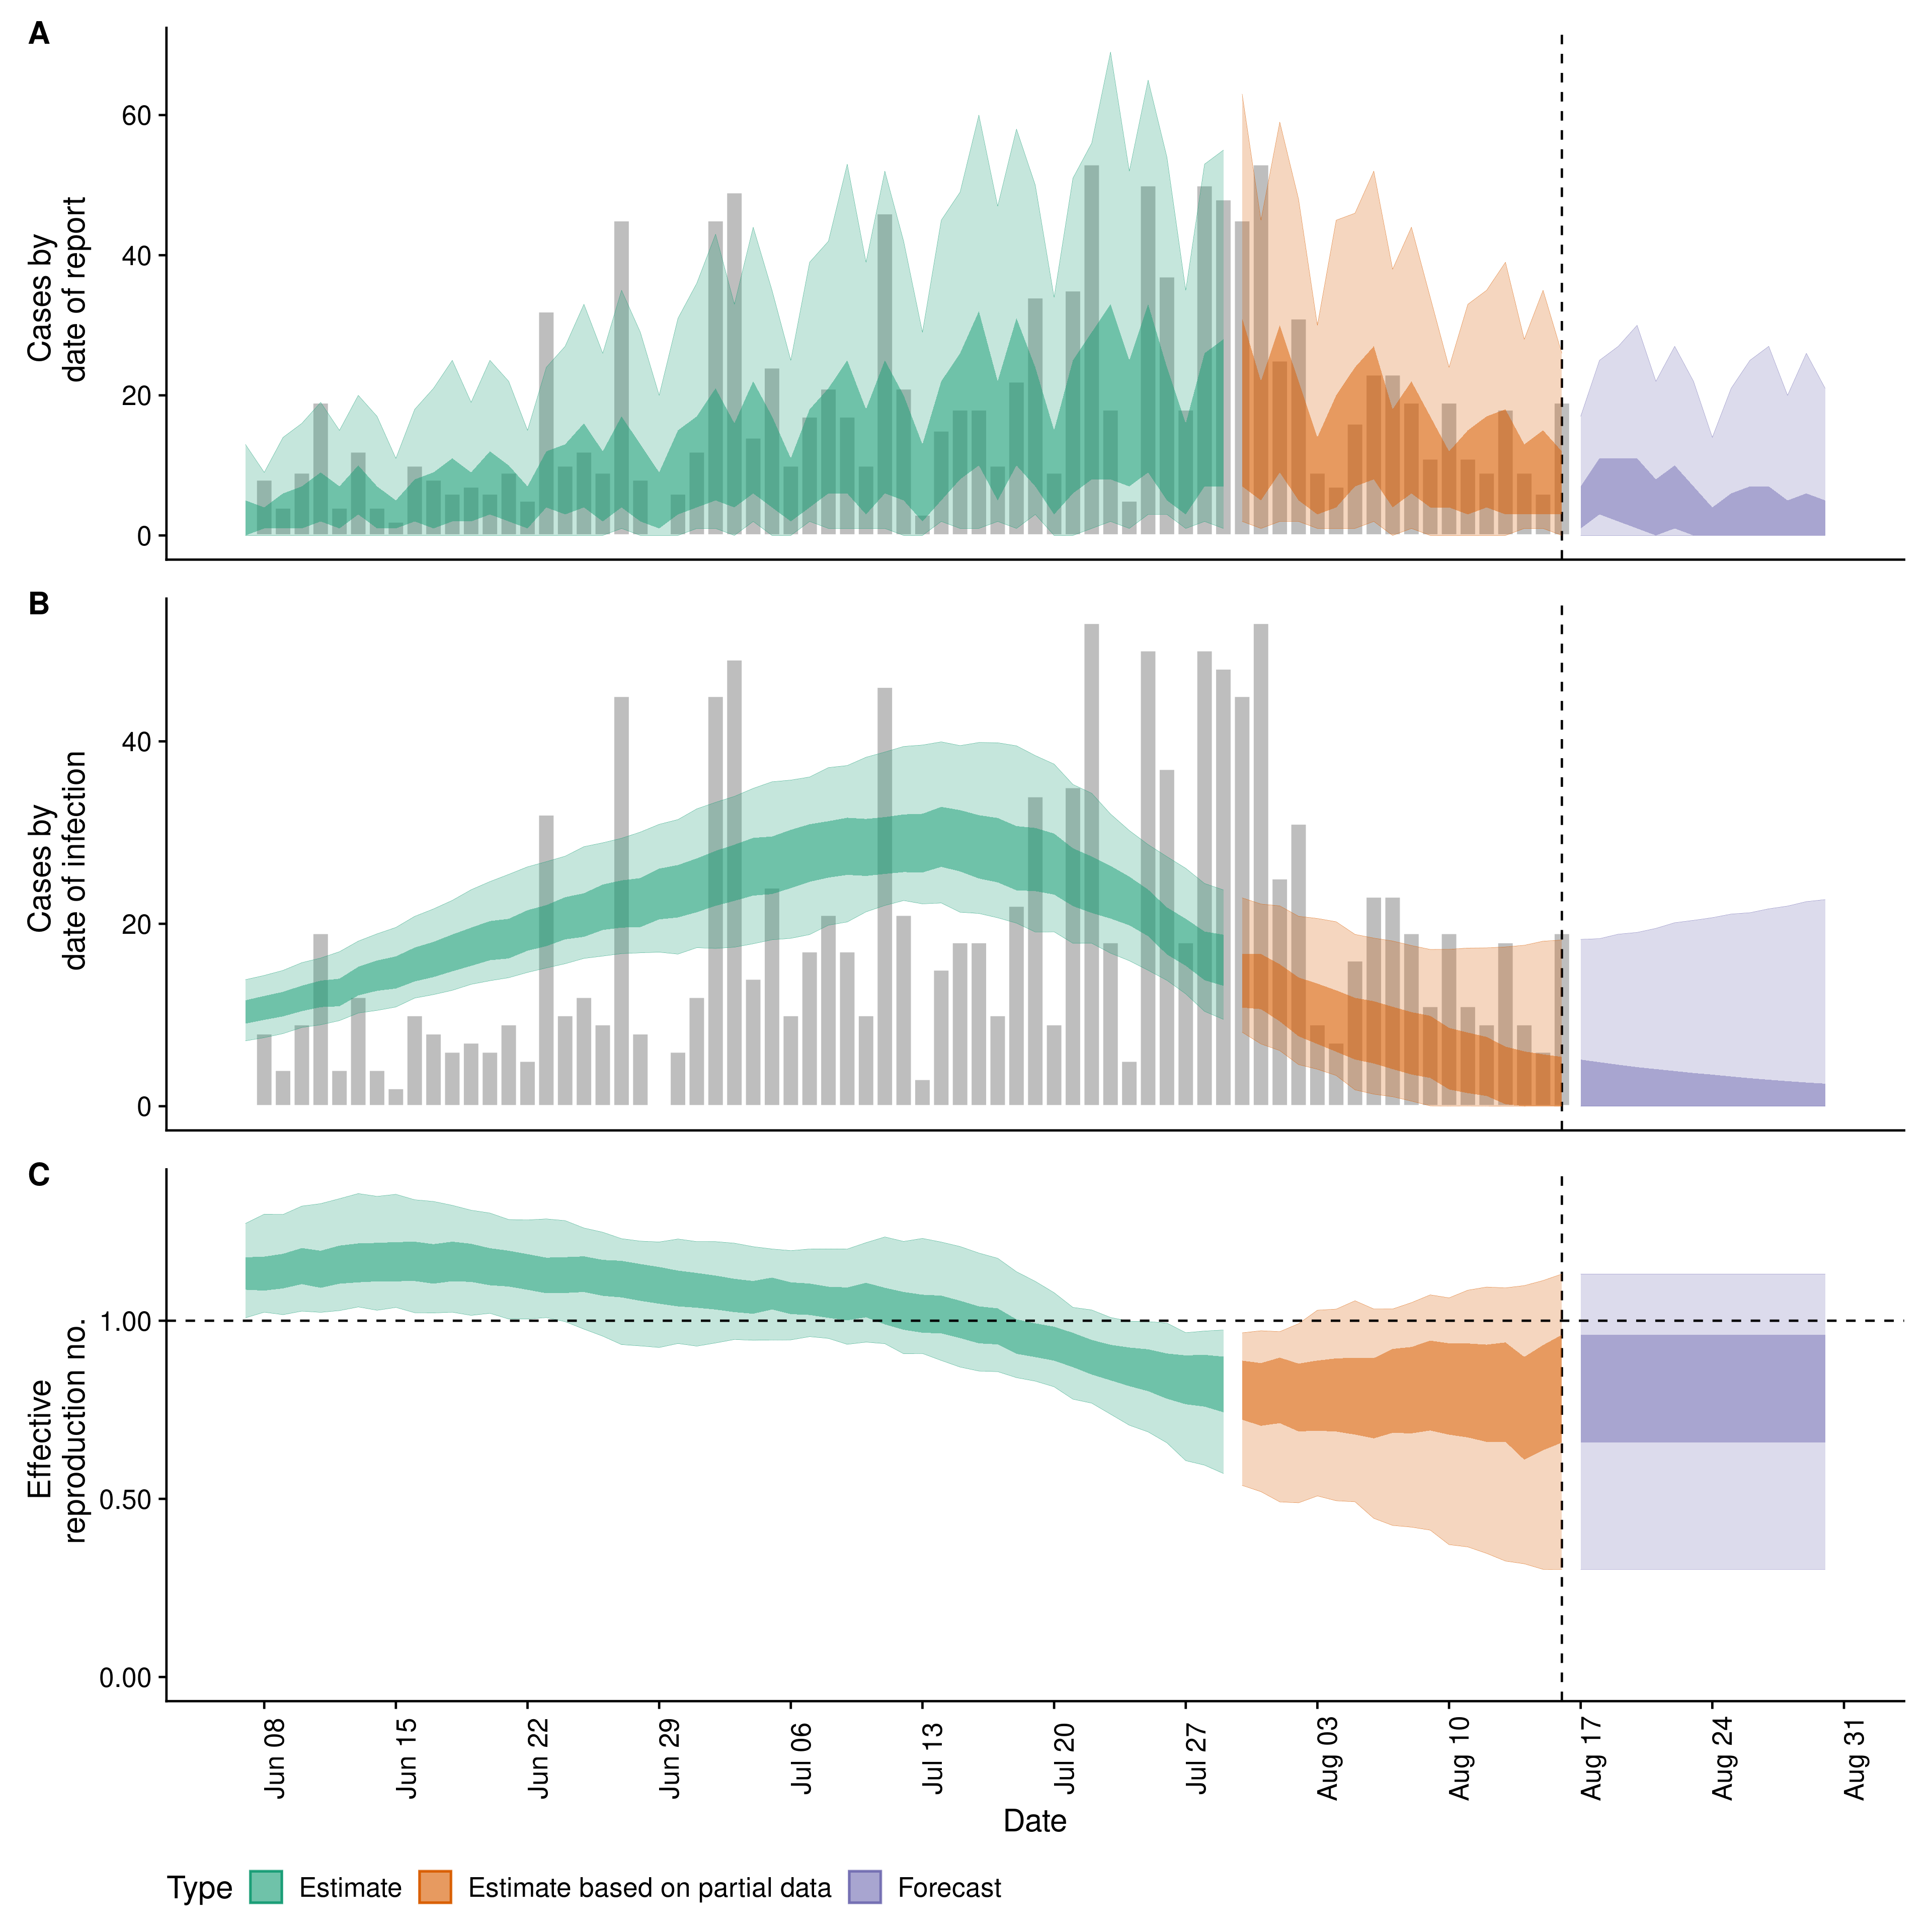 A
Cases by
date of report
60
40
20
0
B
Cases by
date of infection
40
20
0
C
Effective
reproduction no.
1.00
0.50
0.00
Jun 08
Jun 15
Jun 22
Jun 29
Jul 06
Jul 13
Jul 20
Jul 27
Aug 03
Aug 10
Aug 17
Aug 24
Aug 31
Date
Type Estimate Estimate based on partial data Forecast